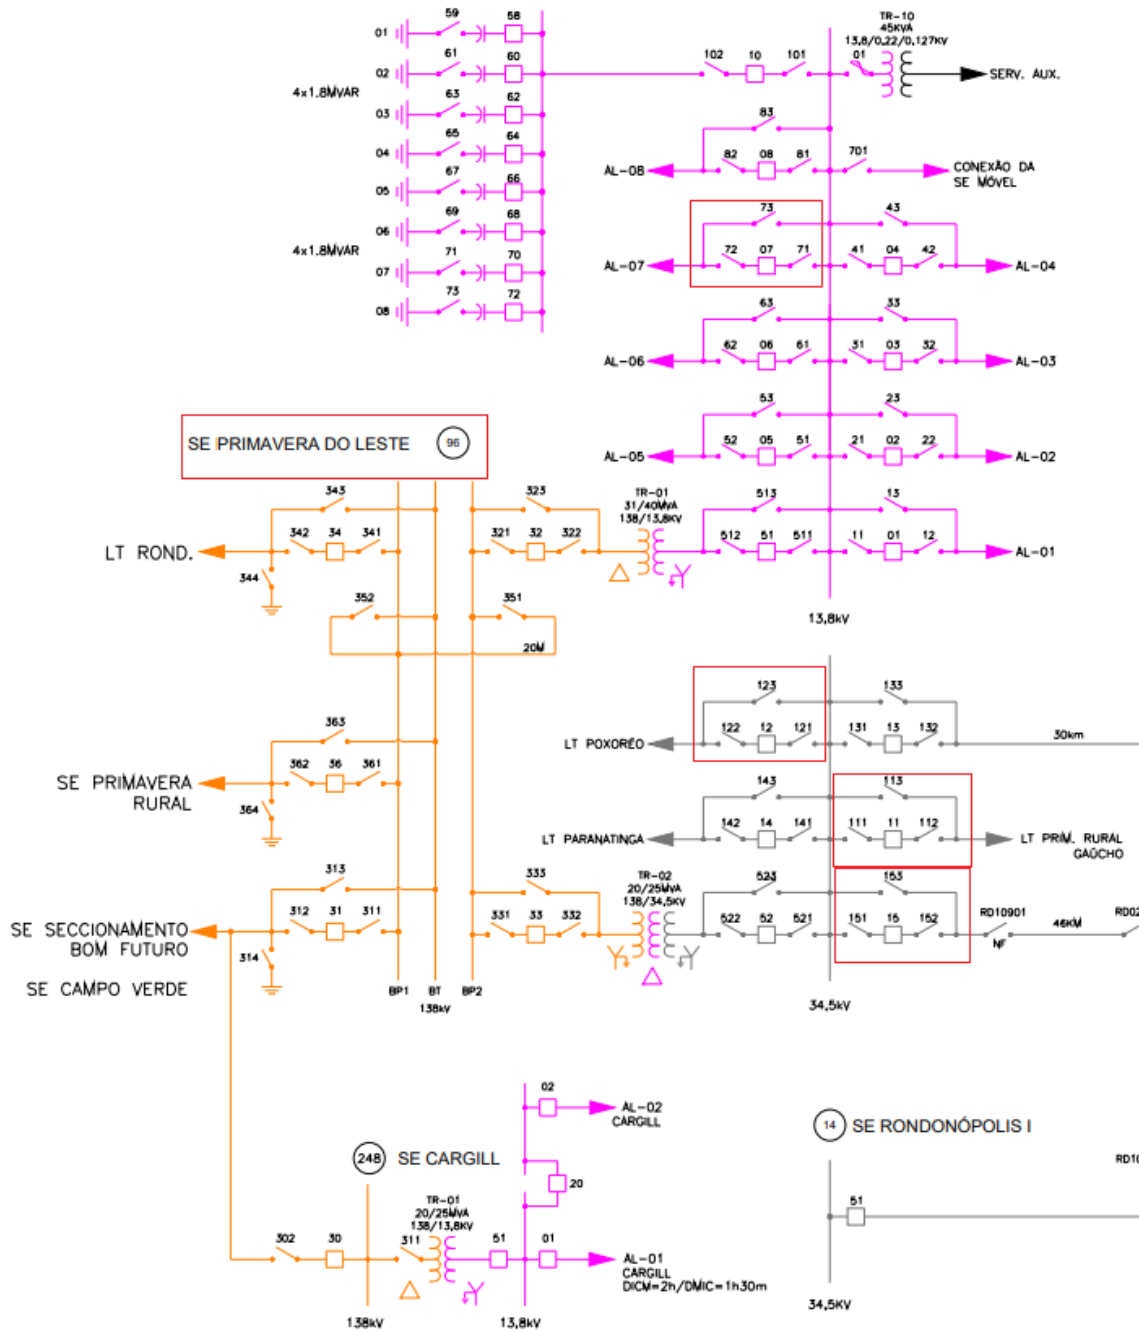 59 58
01
102 10 101 01
TR-10
45KVA
13,8/0.22/0.127KV
SERV. AUX.
61 60
02
4x1.8MVAR
63 62
03
65 64
04
67 66
05
69 68
06
4x1.8MVAR
71 70
07
73 72
08
83
82 08 81
AL-08
701
CONEXÃO DA
SE MÓVEL
73 43
72 07 71 41 04 42
AL-07 AL-04
63 33
62 06 61 31 03 32
AL-06 AL-03
53 23
52 05 51 21 02 22
AL-05 AL-02
SE PRIMAVERA DO LESTE 96
343 323
TR-01
31/40MVA
138/13,8KV
513 13
342 34 341 321 32 322 512 51 511 11 01 12
LT ROND. AL-01
344
352 351
20M
13,8kV
123 133
122 12 121 131 13 132
LT POXORÉO 30km
363
362 36 361
SE PRIMAVERA
RURAL
364
143 113
142 14 141 111 11 112
LT PARANATINGA LT PRIM. RURAL
GAÚCHO
313 333
TR-02
20/25MVA
138/34,5KV
523 153
312 31 311 331 33 332 522 52 521 151 15 152
RD10901 46KM RD02
NF
SE SECCIONAMENTO
BOM FUTURO
314
SE CAMPO VERDE
BP1 BT BP2
138kV
34,5kV
02
AL-02
CARGILL
14 SE RONDONÓPOLIS I
248 SE CARGILL
RD10
20
TR-01
20/25MVA
138/13,8KV
51
302 30 311 51 01
AL-01
CARGILL
DICM=2h/DMIC=1h30m
138kV 13,8kV
34,5KV